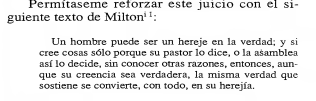 Permítaseme reforzar este juicio con el si-
guiente texto de Milton¹ ¹:
Un hombre puede ser un hereje en la verdad; y si
cree cosas sólo porque su pastor lo dice, o la asamblea
así lo decide, sin conocer otras razones, entonces, aun-
que su creencia sea verdadera, la misma verdad que
sostiene se convierte, con todo, en su herejía.